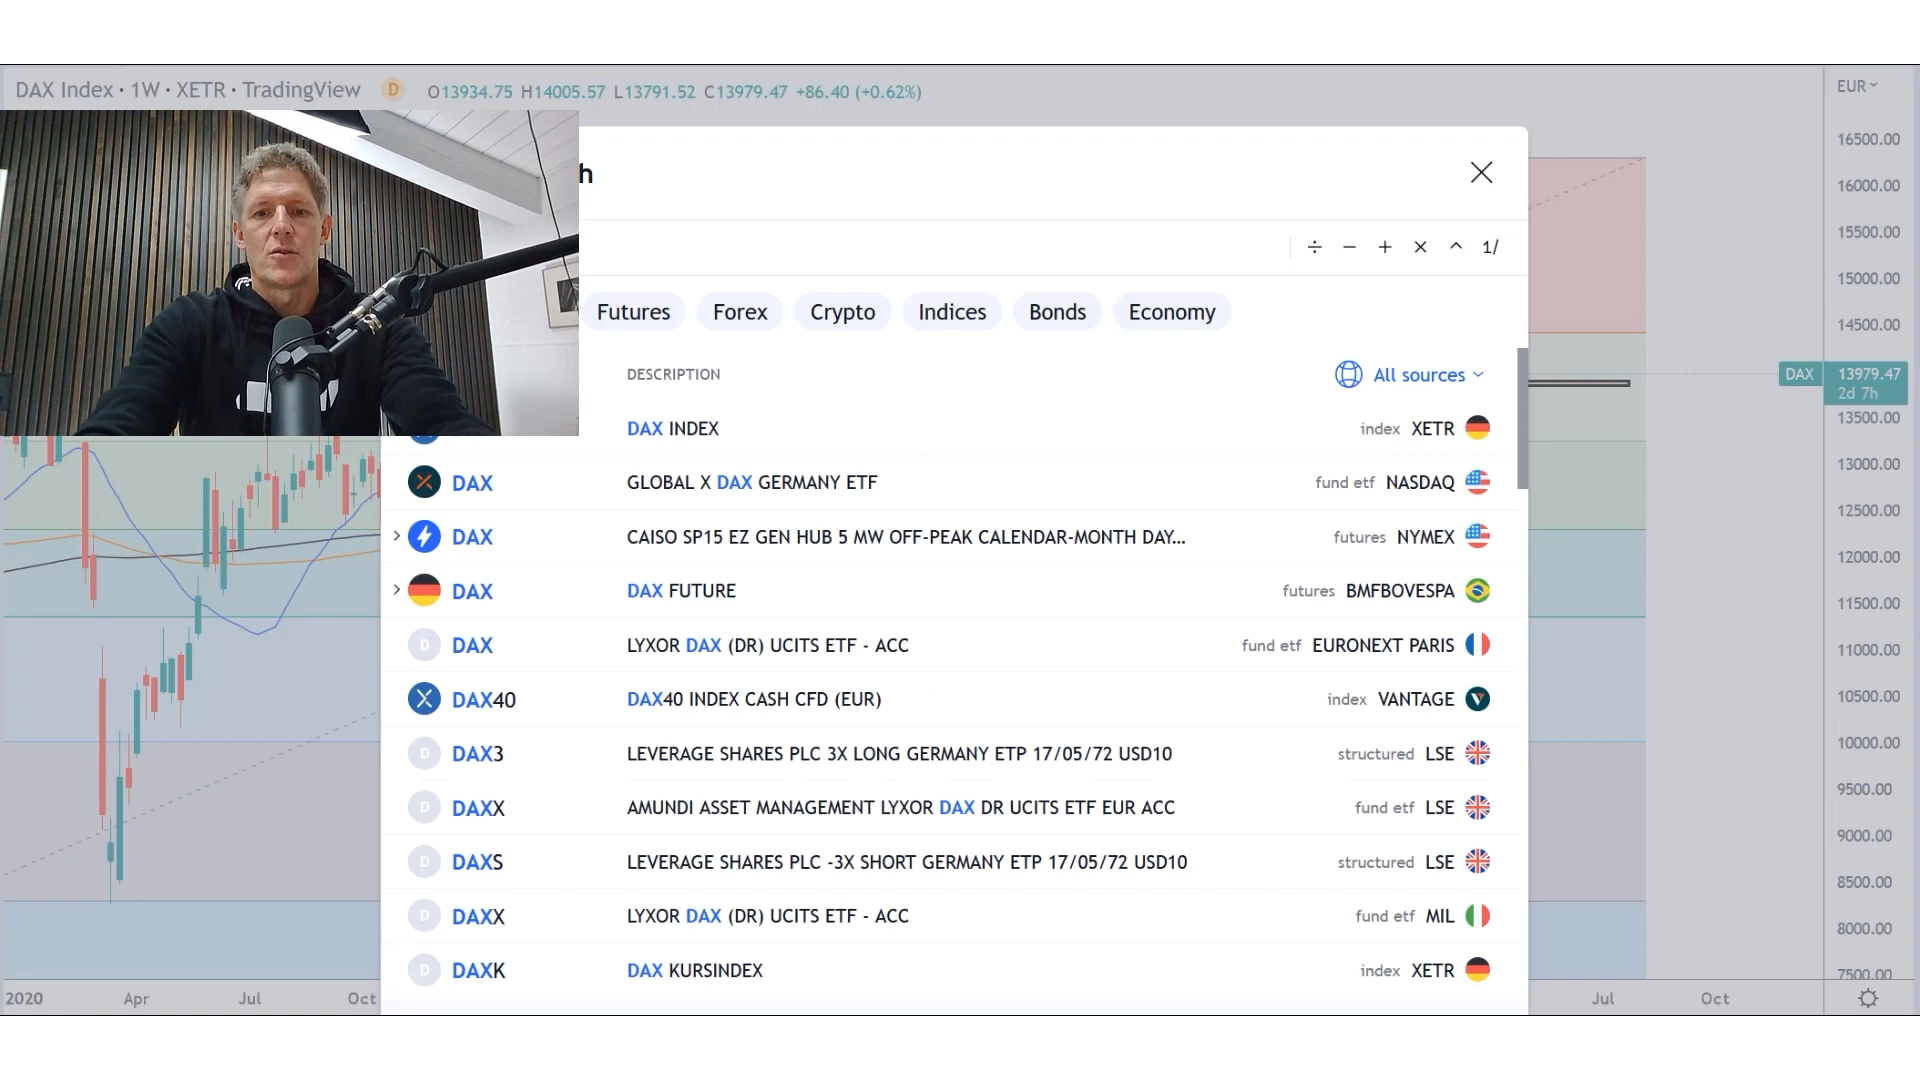 DAX Index · 1W · XETR · TradingView D O13934.75 H14005.57 L13791.52 C13979.47 +86.40 (+0.62%)
EUR
h
÷ − + × ^ 1/
Futures Forex Crypto Indices Bonds Economy
DESCRIPTION All sources
DAX INDEX index XETR
DAX GLOBAL X DAX GERMANY ETF fund etf NASDAQ
DAX CAISO SP15 EZ GEN HUB 5 MW OFF-PEAK CALENDAR-MONTH DAY... futures NYMEX
DAX DAX FUTURE futures BMFBOVESPA
D DAX LYXOR DAX (DR) UCITS ETF - ACC fund etf EURONEXT PARIS
DAX40 DAX40 INDEX CASH CFD (EUR) index VANTAGE
D DAX3 LEVERAGE SHARES PLC 3X LONG GERMANY ETP 17/05/72 USD10 structured LSE
D DAXX AMUNDI ASSET MANAGEMENT LYXOR DAX DR UCITS ETF EUR ACC fund etf LSE
D DAXS LEVERAGE SHARES PLC -3X SHORT GERMANY ETP 17/05/72 USD10 structured LSE
D DAXX LYXOR DAX (DR) UCITS ETF - ACC fund etf MIL
D DAXK DAX KURSINDEX index XETR
16500.00
16000.00
15500.00
15000.00
14500.00
DAX 13979.47
2d 7h
13500.00
13000.00
12500.00
12000.00
11500.00
11000.00
10500.00
10000.00
9500.00
9000.00
8500.00
8000.00
7500.00
2020 Apr Jul Oct Jul Oct